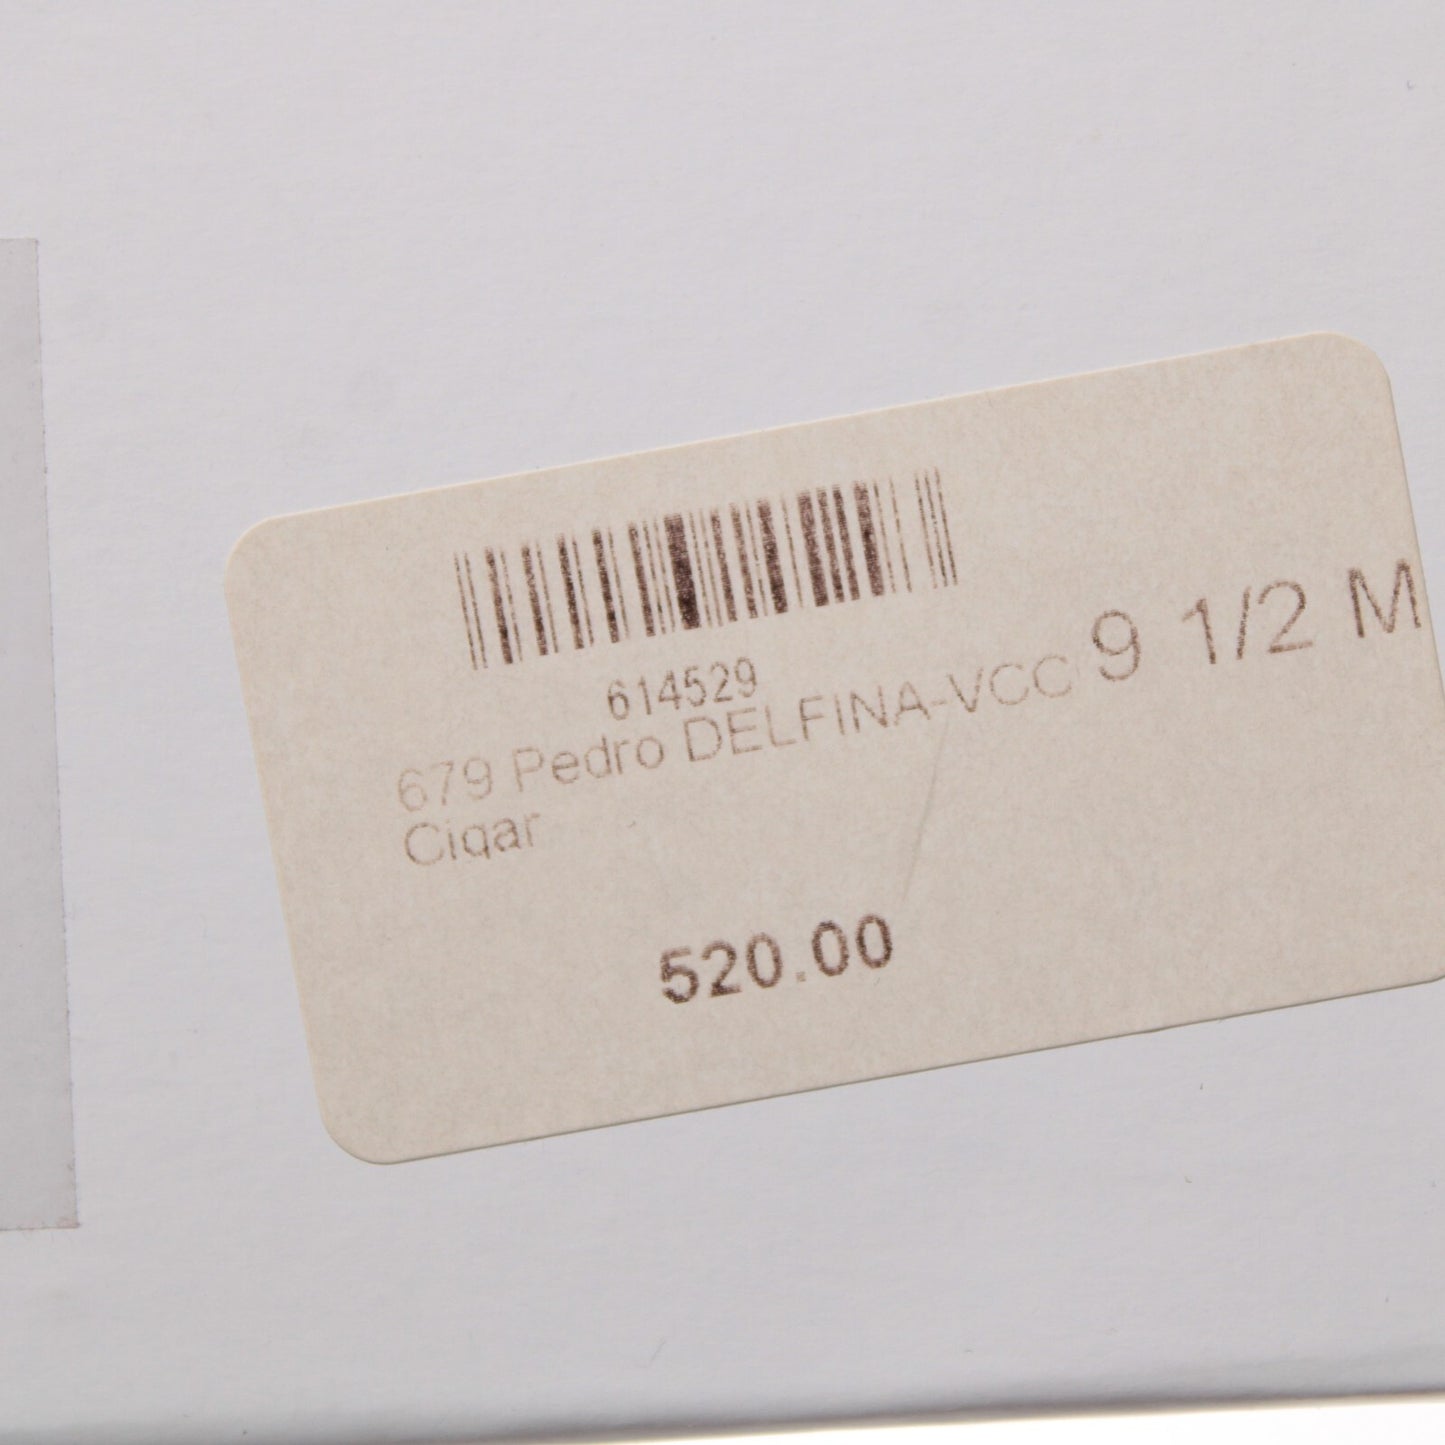 614529
679 Pedro DELFINA-VCC 9 1/2 M
Cigar
520.00